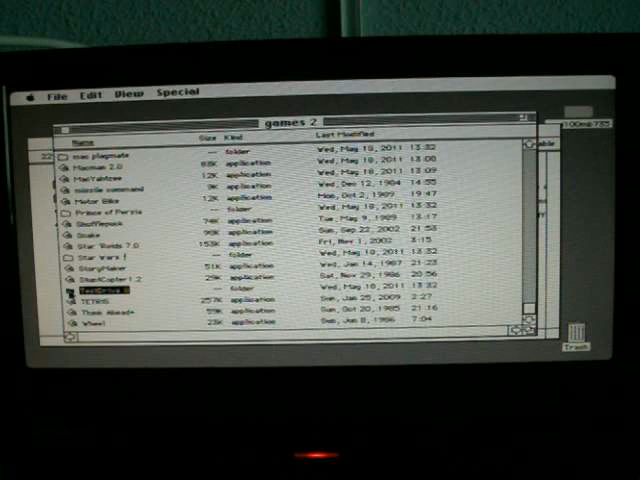 File Edit View Special
games 2
100mb7S5
Name Size Kind Last Modified
mac playmate — folder Wed, May 18, 2011 13:32
Macman 2.0 83K application Wed, May 18, 2011 13:08
MacYahtzee 12K application Wed, May 18, 2011 13:09
missile command 9K application Wed, Dec 12, 1984 14:55
Motor Bike 12K application Mon, Oct 2, 1989 19:47
Prince of Persia — folder Wed, May 18, 2011 13:32
Shufflepuck 74K application Tue, May 9, 1989 13:17
Snake 96K application Sun, Sep 22, 2002 21:53
Star Roids 7.0 153K application Fri, Nov 1, 2002 3:15
Star Wars f — folder Wed, May 18, 2011 13:32
StoryMaker 51K application Wed, Jan 14, 1987 21:23
StuntCopter1.2 29K application Sat, Nov 29, 1986 20:56
TestDrive — folder Wed, May 18, 2011 13:32
TETRIS 257K application Sun, Jan 25, 2009 2:27
Think Ahead+ 59K application Sun, Oct 20, 1985 21:16
Wheel 23K application Sun, Jun 8, 1986 7:04
Trash